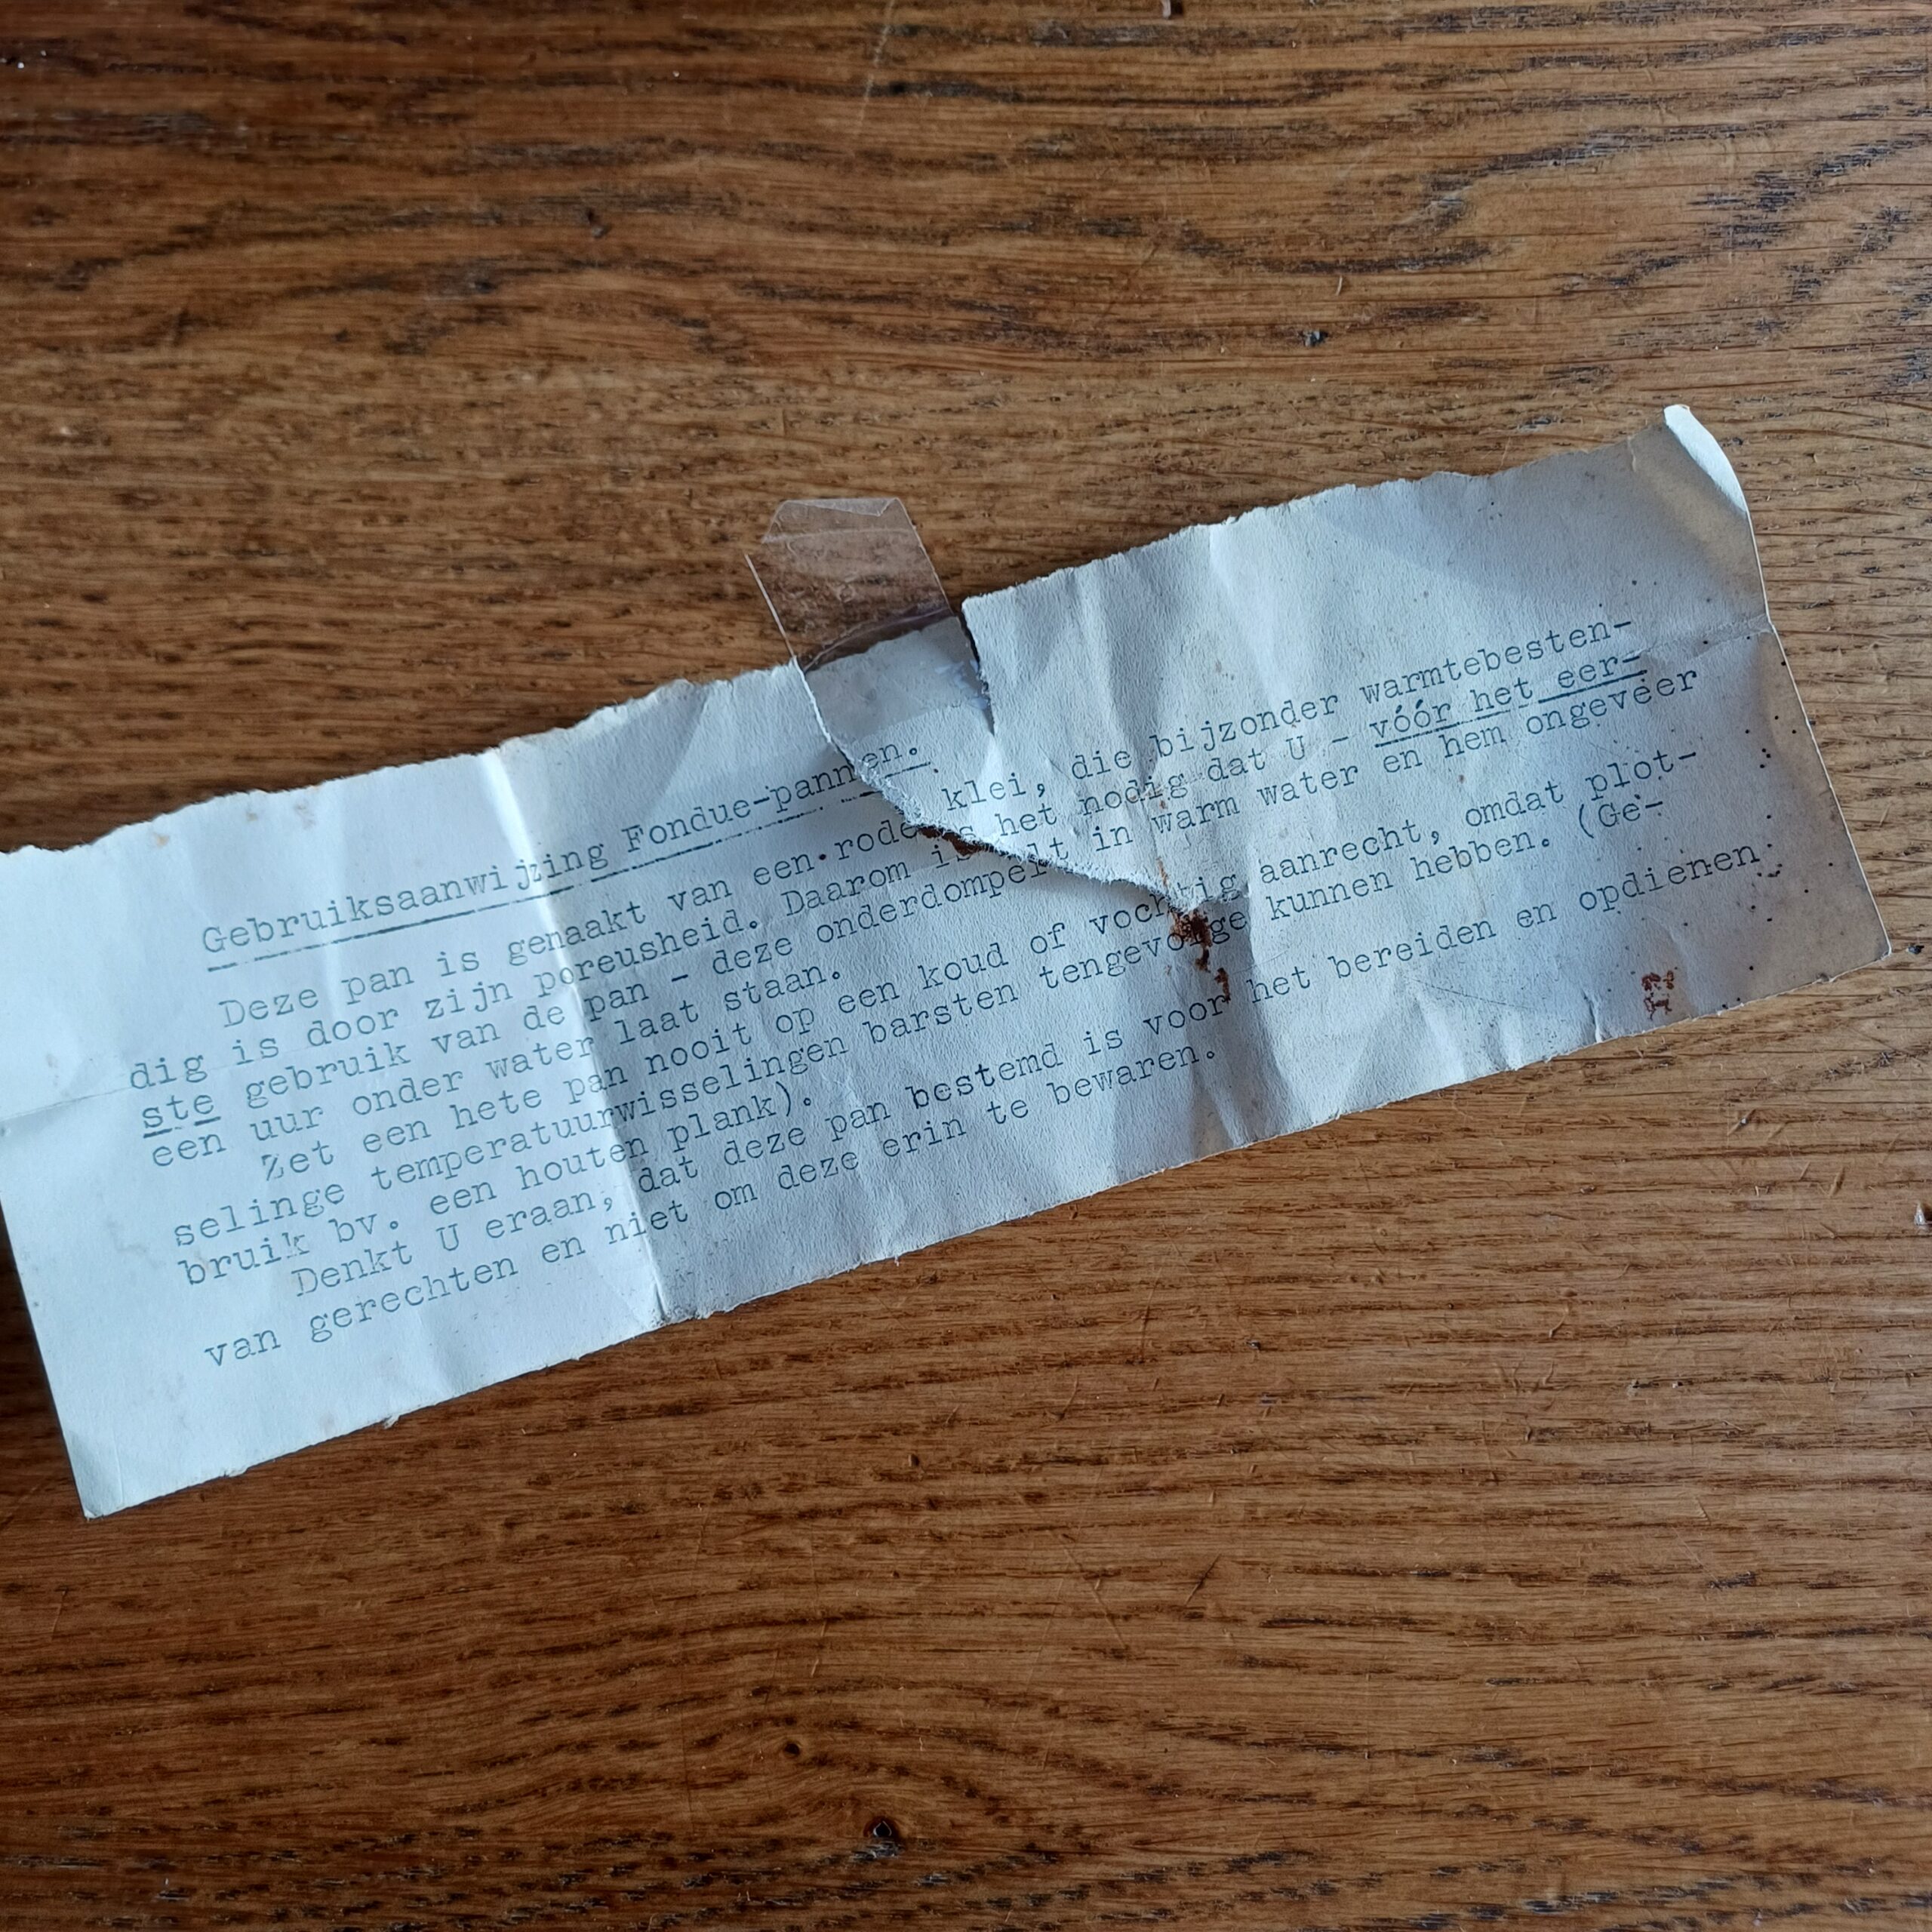 Gebruiksaanwijzing Fondue-pannen.
Deze pan is gemaakt van een rode klei, die bijzonder warmtebesten-
dig is door zijn poreusheid. Daarom is het nodig dat U - vóór het eer-
ste gebruik van de pan - deze onderdompelt in warm water en hem ongeveer
een uur onder water laat staan.
Zet een hete pan nooit op een koud of vochtig aanrecht, omdat plot-
selinge temperatuurwisselingen barsten tengevolge kunnen hebben. (Ge-
bruik bv. een houten plank).
Denkt U eraan, dat deze pan bestemd is voor het bereiden en opdienen
van gerechten en niet om deze erin te bewaren.